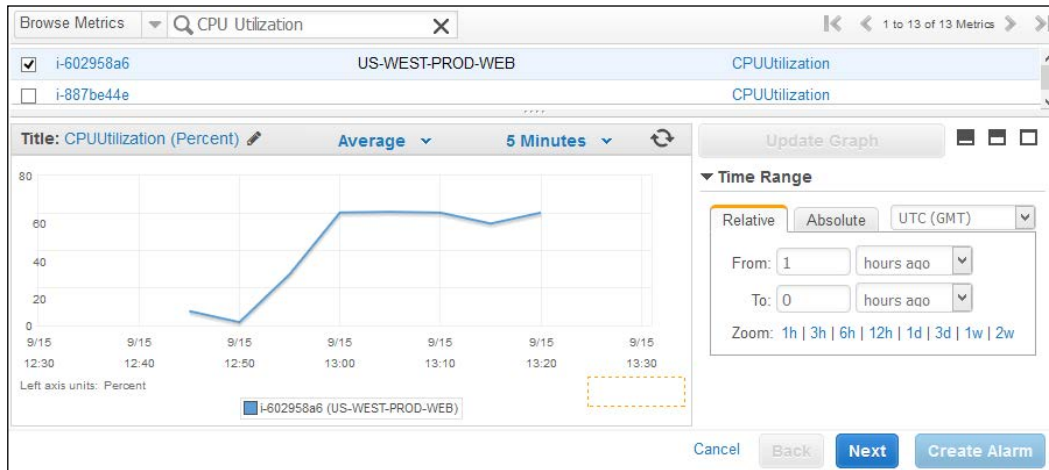 Browse Metrics CPU Utilization X 1 to 13 of 13 Metrics
i-602958a6 US-WEST-PROD-WEB CPUUtilization
i-887be44e CPUUtilization
Title: CPUUtilization (Percent) Average 5 Minutes Update Graph
Time Range
80
60
40
20
0
9/15 9/15 9/15 9/15 9/15 9/15 9/15
12:30 12:40 12:50 13:00 13:10 13:20 13:30
Left axis units: Percent
i-602958a6 (US-WEST-PROD-WEB)
Relative Absolute UTC (GMT)
From: 1 hours ago
To: 0 hours ago
Zoom: 1h | 3h | 6h | 12h | 1d | 3d | 1w | 2w
Cancel Back Next Create Alarm